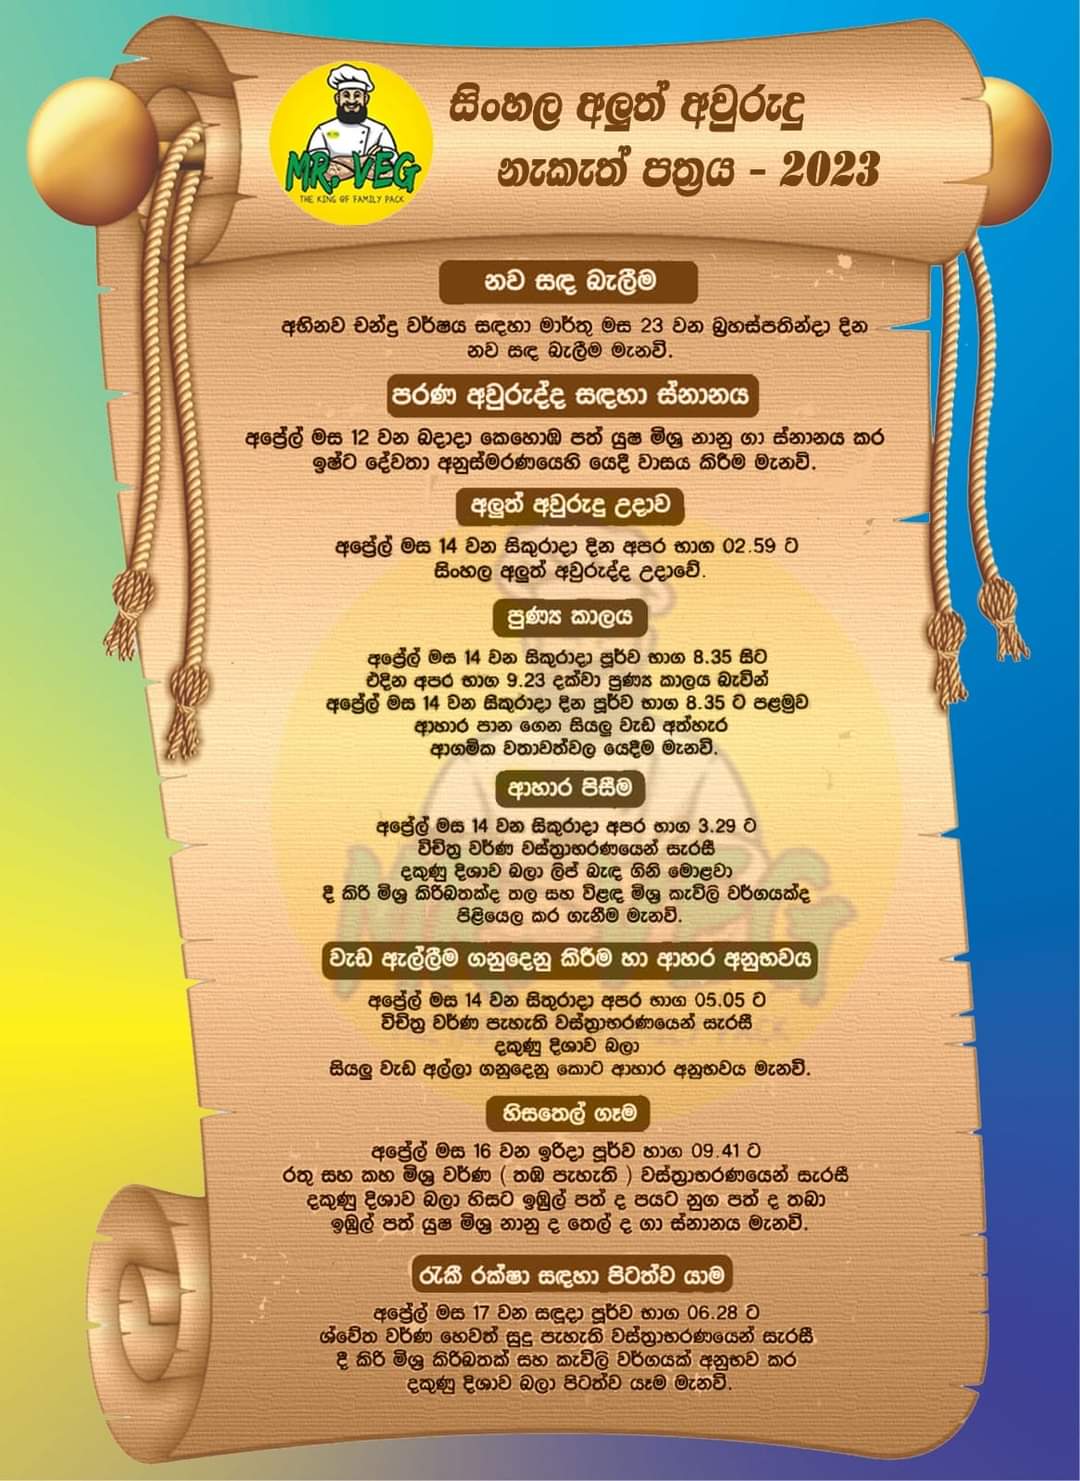 MR. VEG
THE KING OF FAMILY PACK
සිංහල අලුත් අවුරුදු
නැකැත් පත්‍රය - 2023
නව සඳ බැලීම
අභිනව චන්ද්‍ර වර්ෂය සඳහා මාර්තු මස 23 වන බ්‍රහස්පතින්දා දින
නව සඳ බැලීම මැනවි.
පරණ අවුරුද්ද සඳහා ස්නානය
අප්‍රේල් මස 12 වන බදාදා කොහොඹ පත් යුෂ මිශ්‍ර නානු ගා ස්නානය කර
ඉෂ්ට දේවතා අනුස්මරණයෙහි යෙදී වාසය කිරීම මැනවි.
අලුත් අවුරුදු උදාව
අප්‍රේල් මස 14 වන සිකුරාදා දින අපර භාග 02.59 ට
සිංහල අලුත් අවුරුද්ද උදාවේ.
පුණ්‍ය කාලය
අප්‍රේල් මස 14 වන සිකුරාදා පූර්ව භාග 8.35 සිට
එදින අපර භාග 9.23 දක්වා පුණ්‍ය කාලය බැවින්
අප්‍රේල් මස 14 වන සිකුරාදා දින පූර්ව භාග 8.35 ට පළමුව
ආහාර පාන ගෙන සියලු වැඩ අත්හැර
ආගමික වතාවත්වල යෙදීම මැනවි.
ආහාර පිසීම
අප්‍රේල් මස 14 වන සිකුරාදා අපර භාග 3.29 ට
විචිත්‍ර වර්ණ වස්ත්‍රාභරණයෙන් සැරසී
දකුණු දිශාව බලා ලිප් බැඳ ගිනි මොළවා
දී කිරි මිශ්‍ර කිරිබතක්ද තල සහ විළඳ මිශ්‍ර කැවිලි වර්ගයක්ද
පිළියෙල කර ගැනීම මැනවි.
වැඩ ඇල්ලීම ගනුදෙනු කිරීම හා ආහර අනුභවය
අප්‍රේල් මස 14 වන සිතුරාදා අපර භාග 05.05 ට
විචිත්‍ර වර්ණ පැහැති වස්ත්‍රාභරණයෙන් සැරසී
දකුණු දිශාව බලා
සියලු වැඩ අල්ලා ගනුදෙනු කොට ආහාර අනුභවය මැනවි.
හිසතෙල් ගෑම
අප්‍රේල් මස 16 වන ඉරිදා පූර්ව භාග 09.41 ට
රතු සහ කහ මිශ්‍ර වර්ණ ( තඹ පැහැති ) වස්ත්‍රාභරණයෙන් සැරසී
දකුණු දිශාව බලා හිසට ඉඹුල් පත් ද පයට නුග පත් ද තබා
ඉඹුල් පත් යුෂ මිශ්‍ර නානු ද තෙල් ද ගා ස්නානය මැනවි.
රැකී රක්ෂා සඳහා පිටත්ව යාම
අප්‍රේල් මස 17 වන සඳූදා පූර්ව භාග 06.28 ට
ශ්වේත වර්ණ හෙවත් සුදු පැහැති වස්ත්‍රාභරණයෙන් සැරසී
දී කිරි මිශ්‍ර කිරිබතක් සහ කැවිලි වර්ගයක් අනුභව කර
දකුණු දිශාව බලා පිටත්ව යෑම මැනවි.